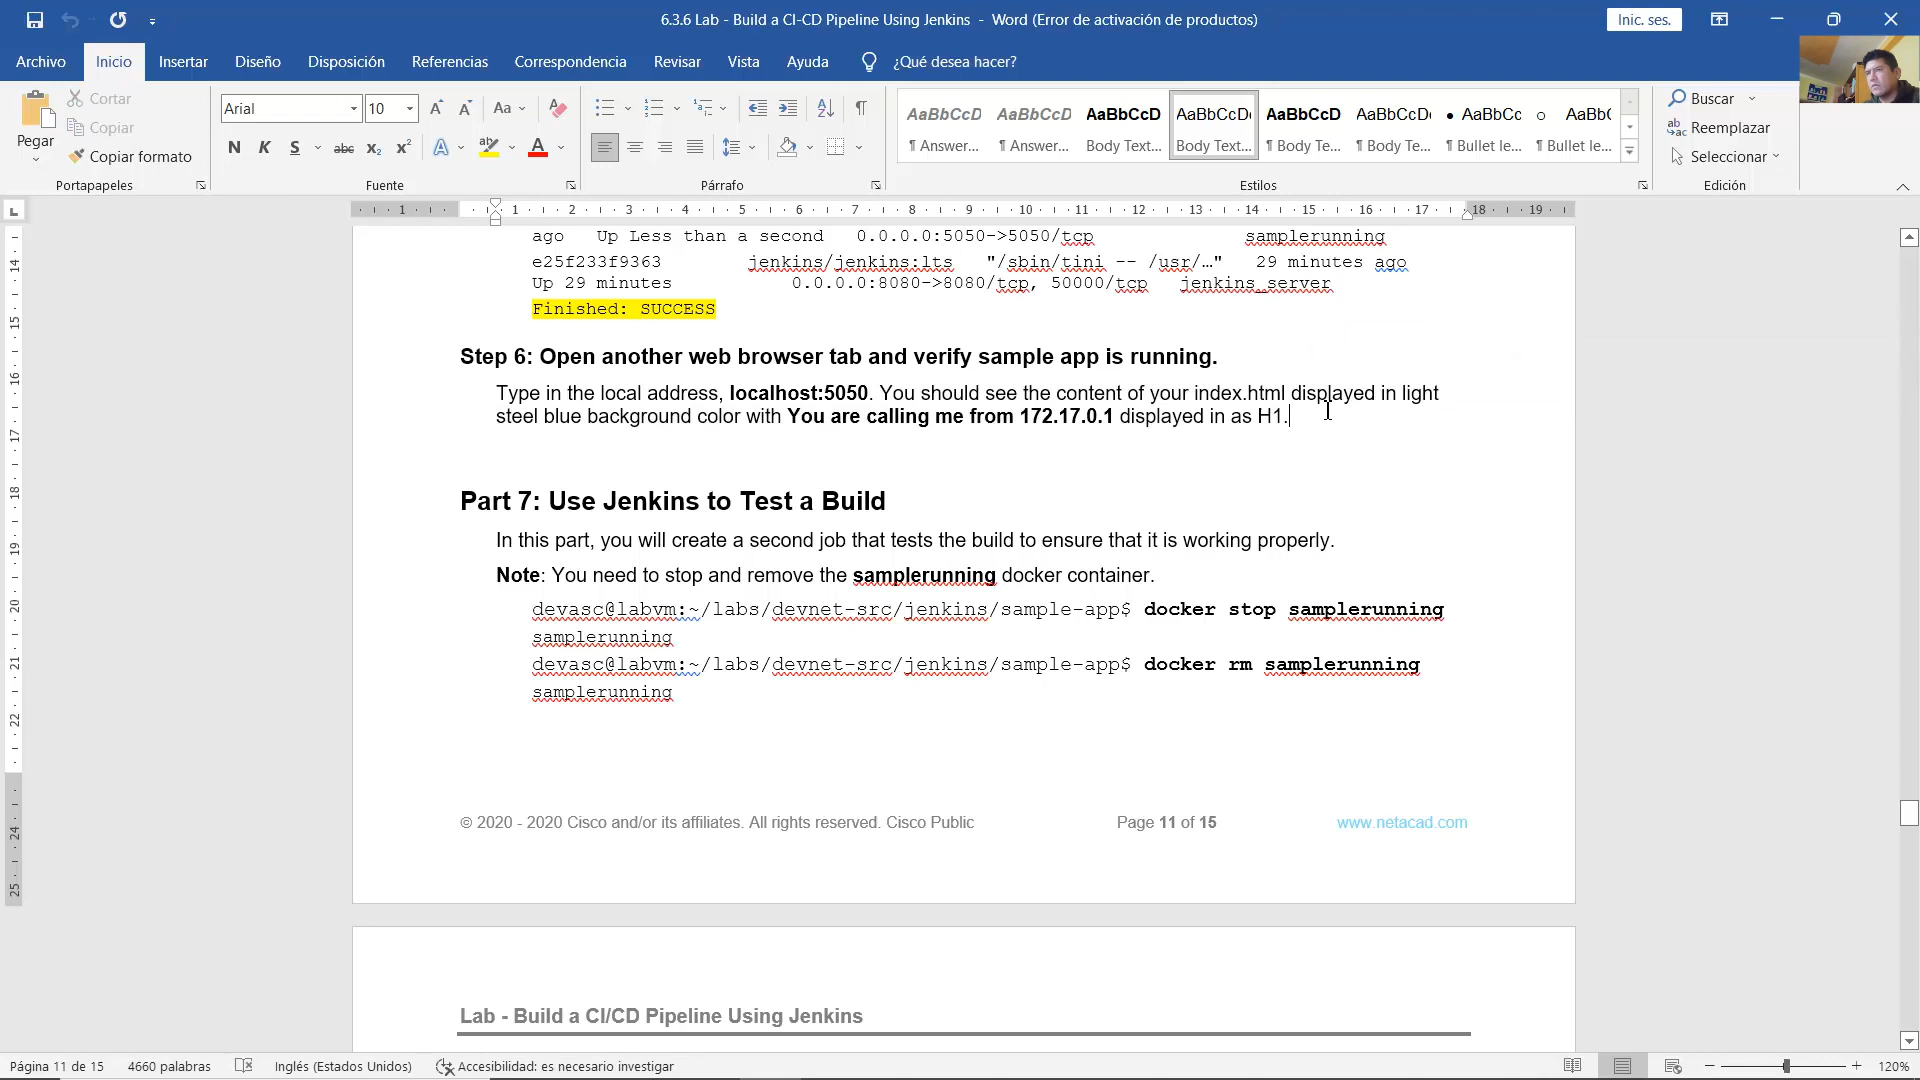 6.3.6 Lab - Build a CI-CD Pipeline Using Jenkins - Word (Error de activación de productos)
Inic. ses.
Archivo Inicio Insertar Diseño Disposición Referencias Correspondencia Revisar Vista Ayuda ¿Qué desea hacer?
Pegar
Cortar
Copiar
Copiar formato
Portapapeles
Arial 10
Fuente
Párrafo
AaBbCcD AaBbCcD AaBbCcD AaBbCcDı AaBbCcD AaBbCcDı AaBbCc AaBb(
¶ Answer... ¶ Answer... Body Text... Body Text... ¶ Body Te... ¶ Body Te... ¶ Bullet le... ¶ Bullet le...
Estilos
Buscar
Reemplazar
Seleccionar
Edición
ago Up Less than a second 0.0.0.0:5050->5050/tcp samplerunning
e25f233f9363 jenkins/jenkins:lts "/sbin/tini -- /usr/…" 29 minutes ago
Up 29 minutes 0.0.0.0:8080->8080/tcp, 50000/tcp jenkins_server
Finished: SUCCESS
Step 6: Open another web browser tab and verify sample app is running.
Type in the local address, localhost:5050. You should see the content of your index.html displayed in light
steel blue background color with You are calling me from 172.17.0.1 displayed in as H1.
Part 7: Use Jenkins to Test a Build
In this part, you will create a second job that tests the build to ensure that it is working properly.
Note: You need to stop and remove the samplerunning docker container.
devasc@labvm:~/labs/devnet-src/jenkins/sample-app$ docker stop samplerunning
samplerunning
devasc@labvm:~/labs/devnet-src/jenkins/sample-app$ docker rm samplerunning
samplerunning
© 2020 - 2020 Cisco and/or its affiliates. All rights reserved. Cisco Public Page 11 of 15 www.netacad.com
Lab - Build a CI/CD Pipeline Using Jenkins
Página 11 de 15 4660 palabras Inglés (Estados Unidos) Accesibilidad: es necesario investigar 120%